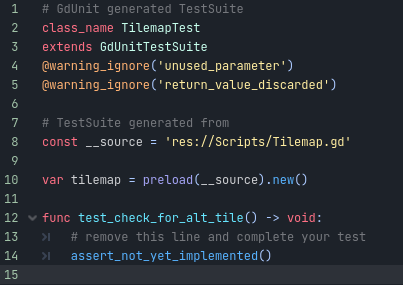 1 # GdUnit generated TestSuite
2 class_name TilemapTest
3 extends GdUnitTestSuite
4 @warning_ignore('unused_parameter')
5 @warning_ignore('return_value_discarded')
6
7 # TestSuite generated from
8 const __source = 'res://Scripts/Tilemap.gd'
9
10 var tilemap = preload(__source).new()
11
12 func test_check_for_alt_tile() -> void:
13 # remove this line and complete your test
14 assert_not_yet_implemented()
15